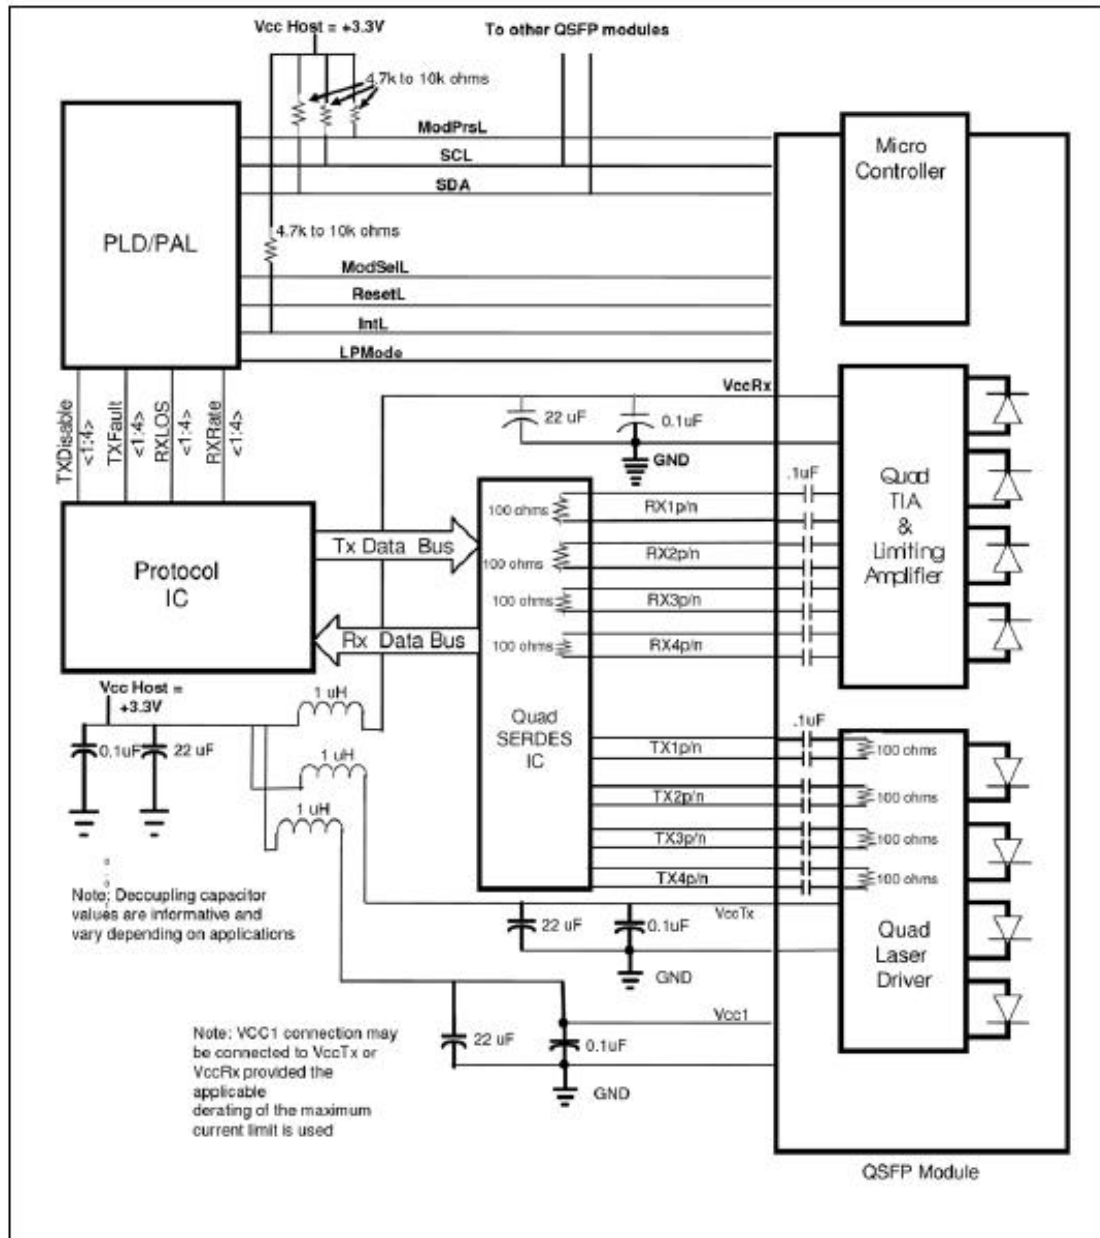 Vcc Host = +3.3V
To other QSFP modules
4.7k to 10k ohms
ModPrsL
SCL
SDA
PLD/PAL
4.7k to 10k ohms
ModSelL
ResetL
IntL
LPMode
Micro
Controller
TXDisable
<1:4>
TXFault
<1:4>
RXLOS
<1:4>
RXRate
<1:4>
VccRx
22 uF
0.1uF
GND
.1uF
Quad
TIA
&
Limiting
Amplifier
100 ohms
RX1p/n
100 ohms
RX2p/n
100 ohms
RX3p/n
100 ohms
RX4p/n
Tx Data Bus
Protocol
IC
Rx Data Bus
Vcc Host =
+3.3V
0.1uF
22 uF
1 uH
1uH
1 uH
Quad
SERDES
IC
.1uF
TX1p/n
100 ohms
TX2p/n
100 ohms
TX3p/n
100 ohms
TX4p/n
100 ohms
Note: Decoupling capacitor
values are informative and
vary depending on applications
VccTx
22 uF
0.1uF
GND
Quad
Laser
Driver
Vcc1
22 uF
0.1uF
GND
Note: VCC1 connection may
be connected to VccTx or
VccRx provided the
applicable
derating of the maximum
current limit is used
QSFP Module